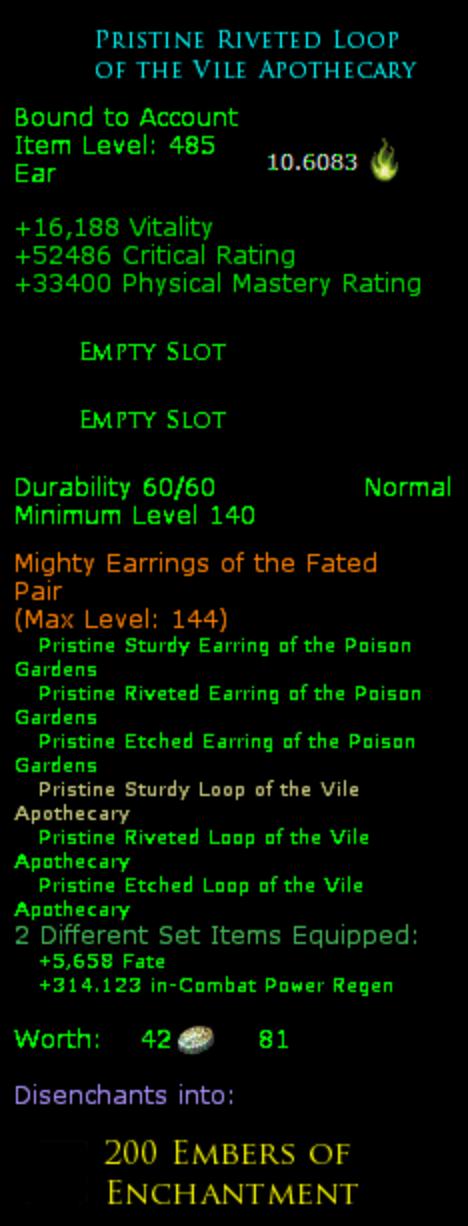 PRISTINE RIVETED LOOP
OF THE VILE APOTHECARY
Bound to Account
Item Level: 485
10.6083
Ear
+16,188 Vitality
+52486 Critical Rating
+33400 Physical Mastery Rating
EMPTY SLOT
EMPTY SLOT
Durability 60/60 Normal
Minimum Level 140
Mighty Earrings of the Fated
Pair
(Max Level: 144)
Pristine Sturdy Earring of the Poison
Gardens
Pristine Riveted Earring of the Poison
Gardens
Pristine Etched Earring of the Poison
Gardens
Pristine Sturdy Loop of the Vile
Apothecary
Pristine Riveted Loop of the Vile
Apothecary
Pristine Etched Loop of the Vile
Apothecary
2 Different Set Items Equipped:
+5,658 Fate
+314.123 in-Combat Power Regen
Worth: 42 81
Disenchants into:
200 EMBERS OF
ENCHANTMENT